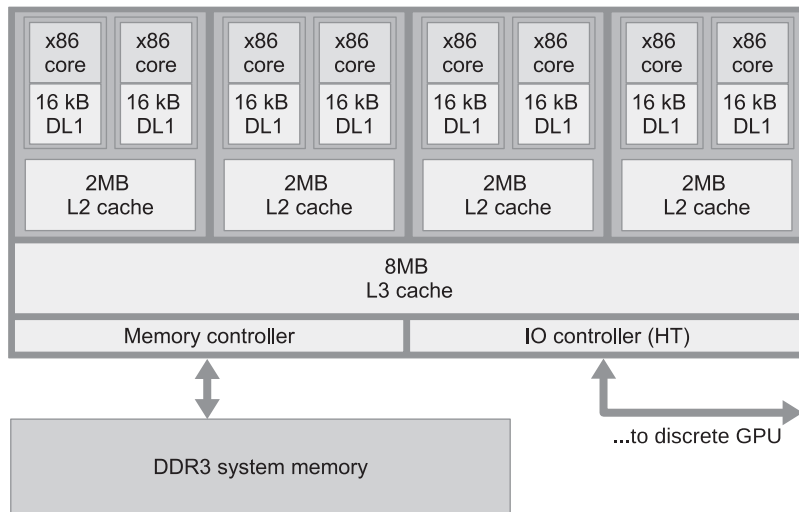 x86 core x86 core x86 core x86 core x86 core x86 core x86 core x86 core
16 kB DL1 16 kB DL1 16 kB DL1 16 kB DL1 16 kB DL1 16 kB DL1 16 kB DL1 16 kB DL1
2MB L2 cache 2MB L2 cache 2MB L2 cache 2MB L2 cache
8MB
L3 cache
Memory controller IO controller (HT)
...to discrete GPU
DDR3 system memory